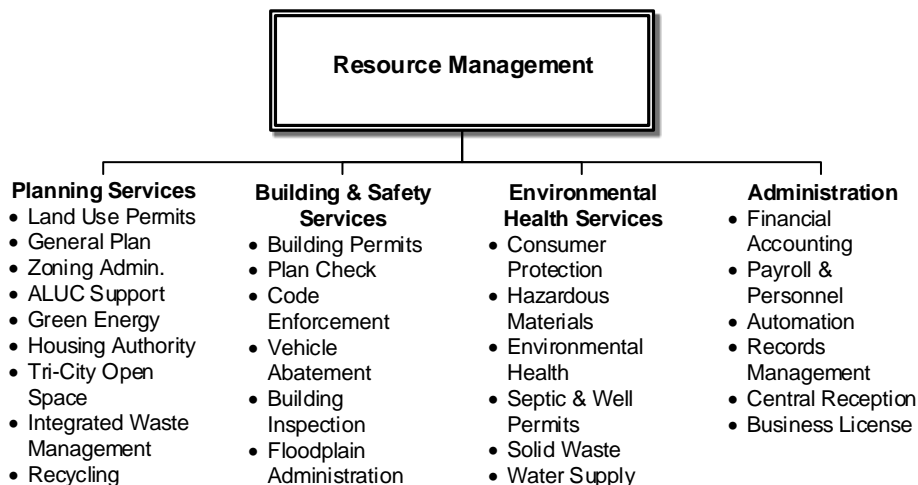 Resource Management
Planning Services
• Land Use Permits
• General Plan
• Zoning Admin.
• ALUC Support
• Green Energy
• Housing Authority
• Tri-City Open
Space
• Integrated Waste
Management
• Recycling
Building & Safety
Services
• Building Permits
• Plan Check
• Code
Enforcement
• Vehicle
Abatement
• Building
Inspection
• Floodplain
Administration
Environmental
Health Services
• Consumer
Protection
• Hazardous
Materials
• Environmental
Health
• Septic & Well
Permits
• Solid Waste
• Water Supply
Administration
• Financial
Accounting
• Payroll &
Personnel
• Automation
• Records
Management
• Central Reception
• Business License